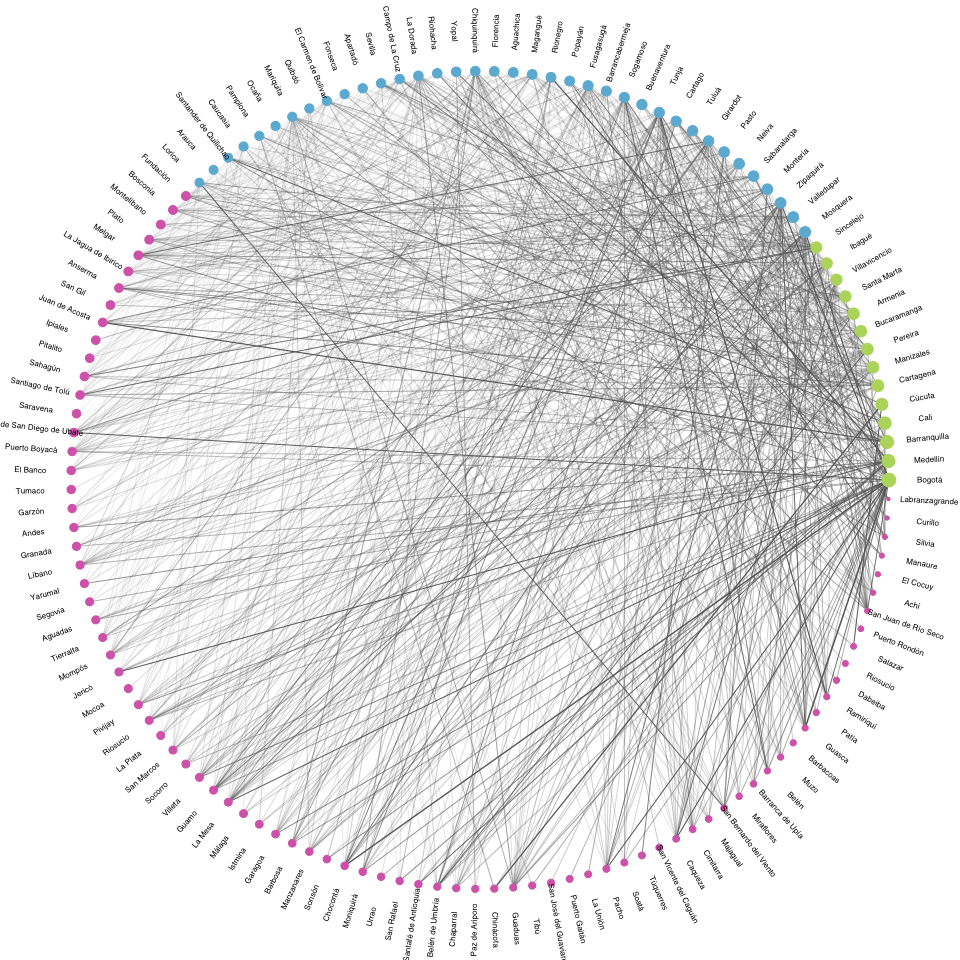 Campo de La Cruz
La Dorada
Riohacha
Yopal
Chiquinquirá
Florencia
Aguachica
Magangué
Rionegro
Popayán
Fusagasugá
Barrancabermeja
Sogamoso
Buenaventura
Tunja
Cartago
Tuluá
Girardot
Pasto
Neiva
Sabanalarga
Montería
Zipaquirá
Valledupar
Mosquera
Sincelejo
Ibagué
Villavicencio
Santa Marta
Armenia
Bucaramanga
Pereira
Manizales
Cartagena
Cúcuta
Cali
Barranquilla
Medellín
Bogotá
Labranzagrande
Curillo
Silvia
Manaure
El Cocuy
Achí
San Juan de Río Seco
Puerto Rondón
Salazar
Riosucio
Dabeiba
Ramiriquí
Patía
Guasca
Barbacoas
Muzo
Belén
Barranca de Upía
Miraflores
San Bernardo del Viento
Majagual
Cimitarra
Caqueza
San Vicente del Caguán
Túquerres
Soatá
Pacho
La Unión
Puerto Gaitán
San José del Guaviare
Tibú
Guaduas
Chinácota
Paz de Ariporo
Chaparral
Belén de Umbría
Santafé de Antioquia
San Rafael
Urrao
Moniquirá
Chocontá
Sonsón
Manzanares
Barbosa
Garagoa
Istmina
Málaga
La Mesa
Guamo
Villeta
Socorro
San Marcos
La Plata
Riosucio
Pivijay
Mocoa
Jericó
Mompós
Tierralta
Aguadas
Segovia
Yarumal
Líbano
Granada
Andes
Garzón
Tumaco
El Banco
Puerto Boyacá
de San Diego de Ubaté
Saravena
Santiago de Tolú
Sahagún
Pitalito
Ipiales
Juan de Acosta
San Gil
Anserma
La Jagua de Ibirico
Melgar
Plato
Montelíbano
Bosconia
Fundación
Lorica
Arauca
Santander de Quilichao
Caucasia
Pamplona
Ocaña
Mariquita
Quibdó
El Carmen de Bolívar
Fonseca
Apartadó
Sevilla